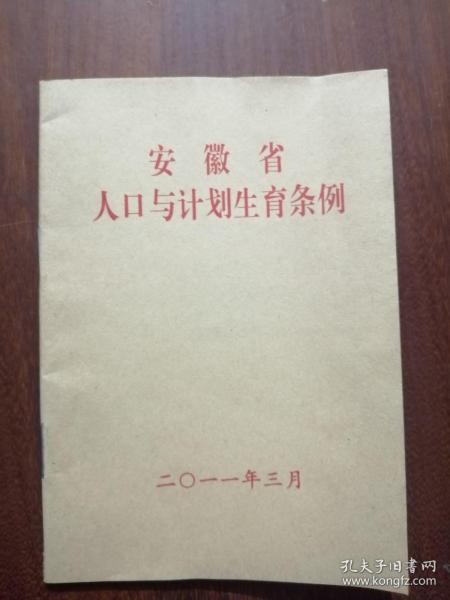 安徽省
人口与计划生育条例
二〇一一年三月
孔夫子旧书网
www.kongfz.com